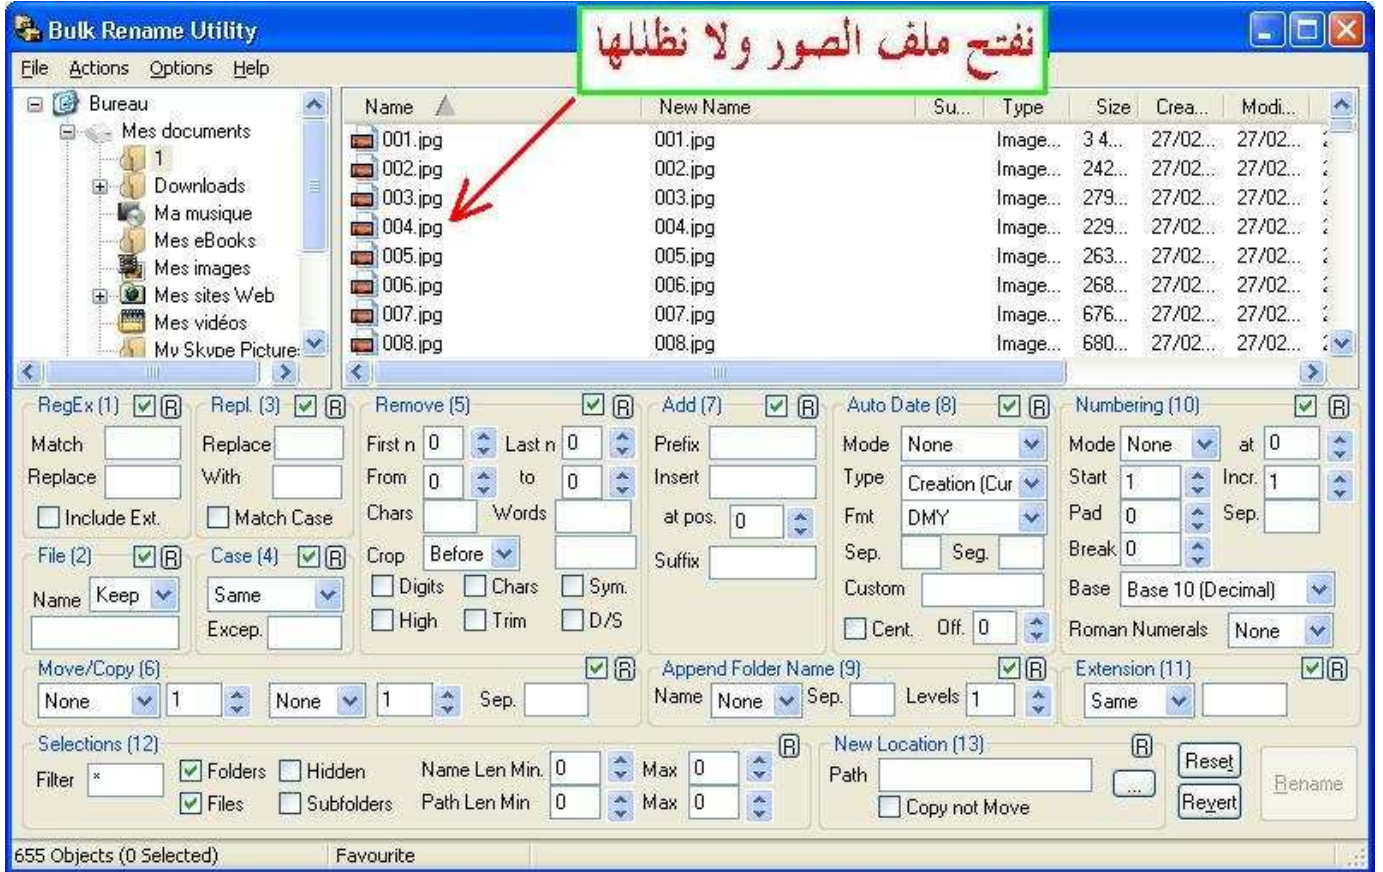 Bulk Rename Utility
نفتح ملف الصور ولا نظللها
File Actions Options Help
Bureau
Mes documents
1
Downloads
Ma musique
Mes eBooks
Mes images
Mes sites Web
Mes vidéos
My Skype Pictures
Name New Name Su... Type Size Crea... Modi...
001.jpg 001.jpg Image... 3 4... 27/02... 27/02...
002.jpg 002.jpg Image... 242... 27/02... 27/02...
003.jpg 003.jpg Image... 279... 27/02... 27/02...
004.jpg 004.jpg Image... 229... 27/02... 27/02...
005.jpg 005.jpg Image... 263... 27/02... 27/02...
006.jpg 006.jpg Image... 268... 27/02... 27/02...
007.jpg 007.jpg Image... 676... 27/02... 27/02...
008.jpg 008.jpg Image... 680... 27/02... 27/02...
RegEx (1) R
Match
Replace
Include Ext.
Repl. (3) R
Replace
With
Match Case
File (2) R
Name Keep
Case (4) R
Same
Excep.
Remove (5) R
First n 0 Last n 0
From 0 to 0
Chars Words
Crop Before
Digits Chars Sym.
High Trim D/S
Add (7) R
Prefix
Insert
at pos. 0
Suffix
Auto Date (8) R
Mode None
Type Creation (Cur
Fmt DMY
Sep. Seg.
Custom
Cent. Off. 0
Numbering (10) R
Mode None at 0
Start 1 Incr. 1
Pad 0 Sep.
Break 0
Base Base 10 (Decimal)
Roman Numerals None
Move/Copy (6) R
None 1 None 1 Sep.
Append Folder Name (9) R
Name None Sep. Levels 1
Extension (11) R
Same
Selections (12) R
Filter * Folders Hidden Name Len Min. 0 Max 0
Files Subfolders Path Len Min 0 Max 0
New Location (13) R
Path ...
Copy not Move
Reset
Revert
Rename
655 Objects (0 Selected) Favourite